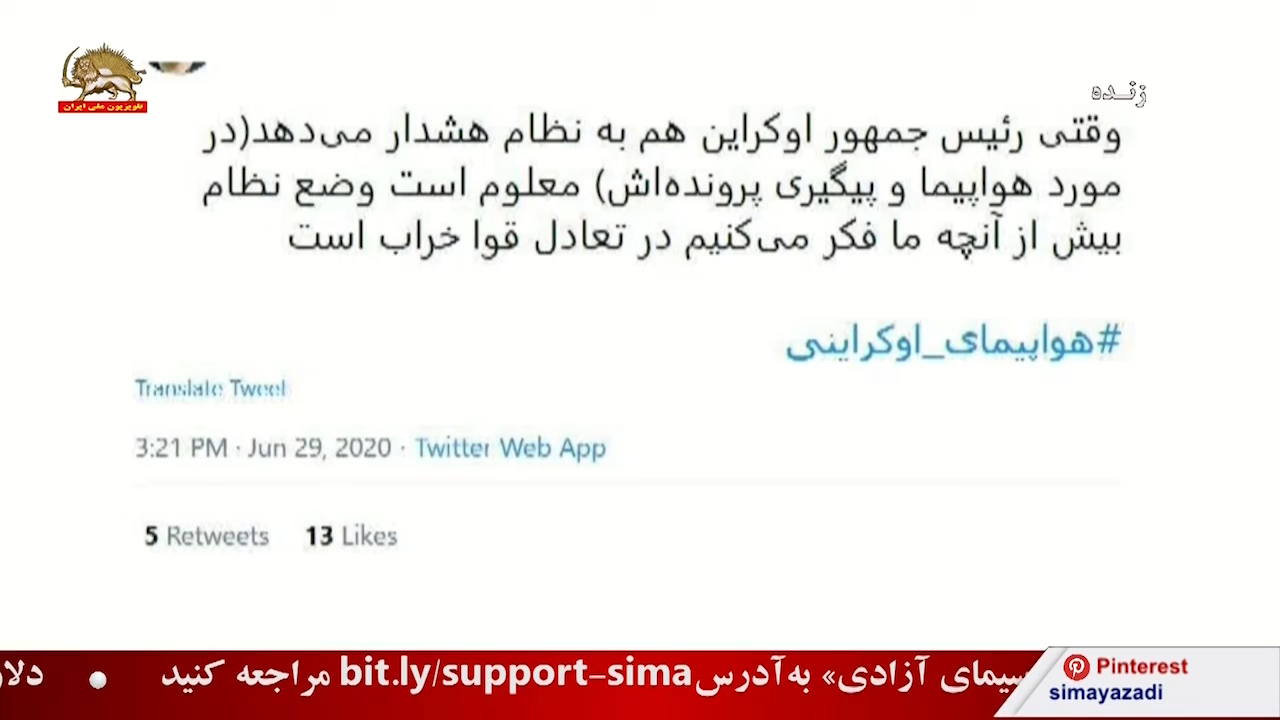 تلویزیون ملی ایران
زنده
وقتی رئیس جمهور اوکراین هم به نظام هشدار می‌دهد(در
مورد هواپیما و پیگیری پرونده‌اش) معلوم است وضع نظام
بیش از آنچه ما فکر می‌کنیم در تعادل قوا خراب است
#هواپیمای_اوکراینی
Translate Tweet
3:21 PM · Jun 29, 2020 · Twitter Web App
5 Retweets 13 Likes
سیمای آزادی» به‌آدرس bit.ly/support-sima مراجعه کنید ●
Pinterest
simayazadi